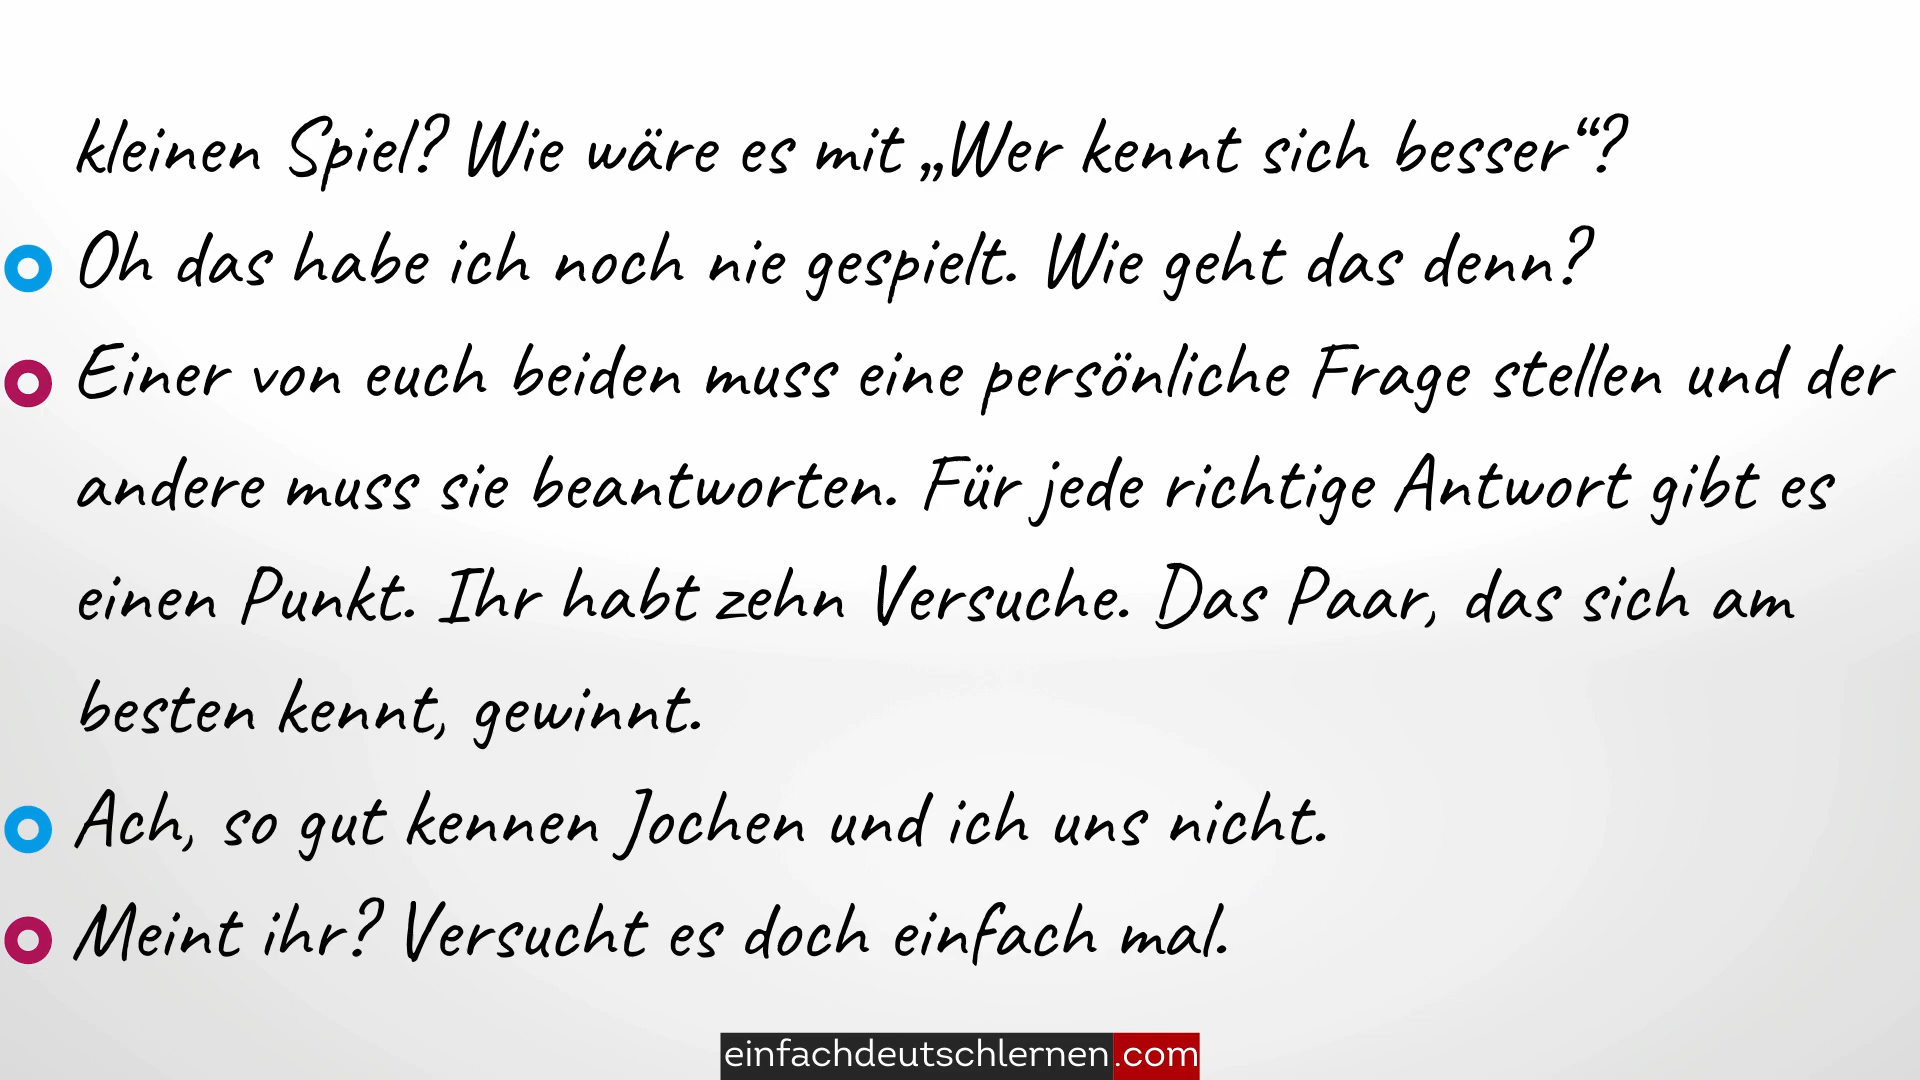 kleinen Spiel? Wie wäre es mit „Wer kennt sich besser“?
Oh das habe ich noch nie gespielt. Wie geht das denn?
Einer von euch beiden muss eine persönliche Frage stellen und der
andere muss sie beantworten. Für jede richtige Antwort gibt es
einen Punkt. Ihr habt zehn Versuche. Das Paar, das sich am
besten kennt, gewinnt.
Ach, so gut kennen Jochen und ich uns nicht.
Meint ihr? Versucht es doch einfach mal.
einfachdeutschlernen.com